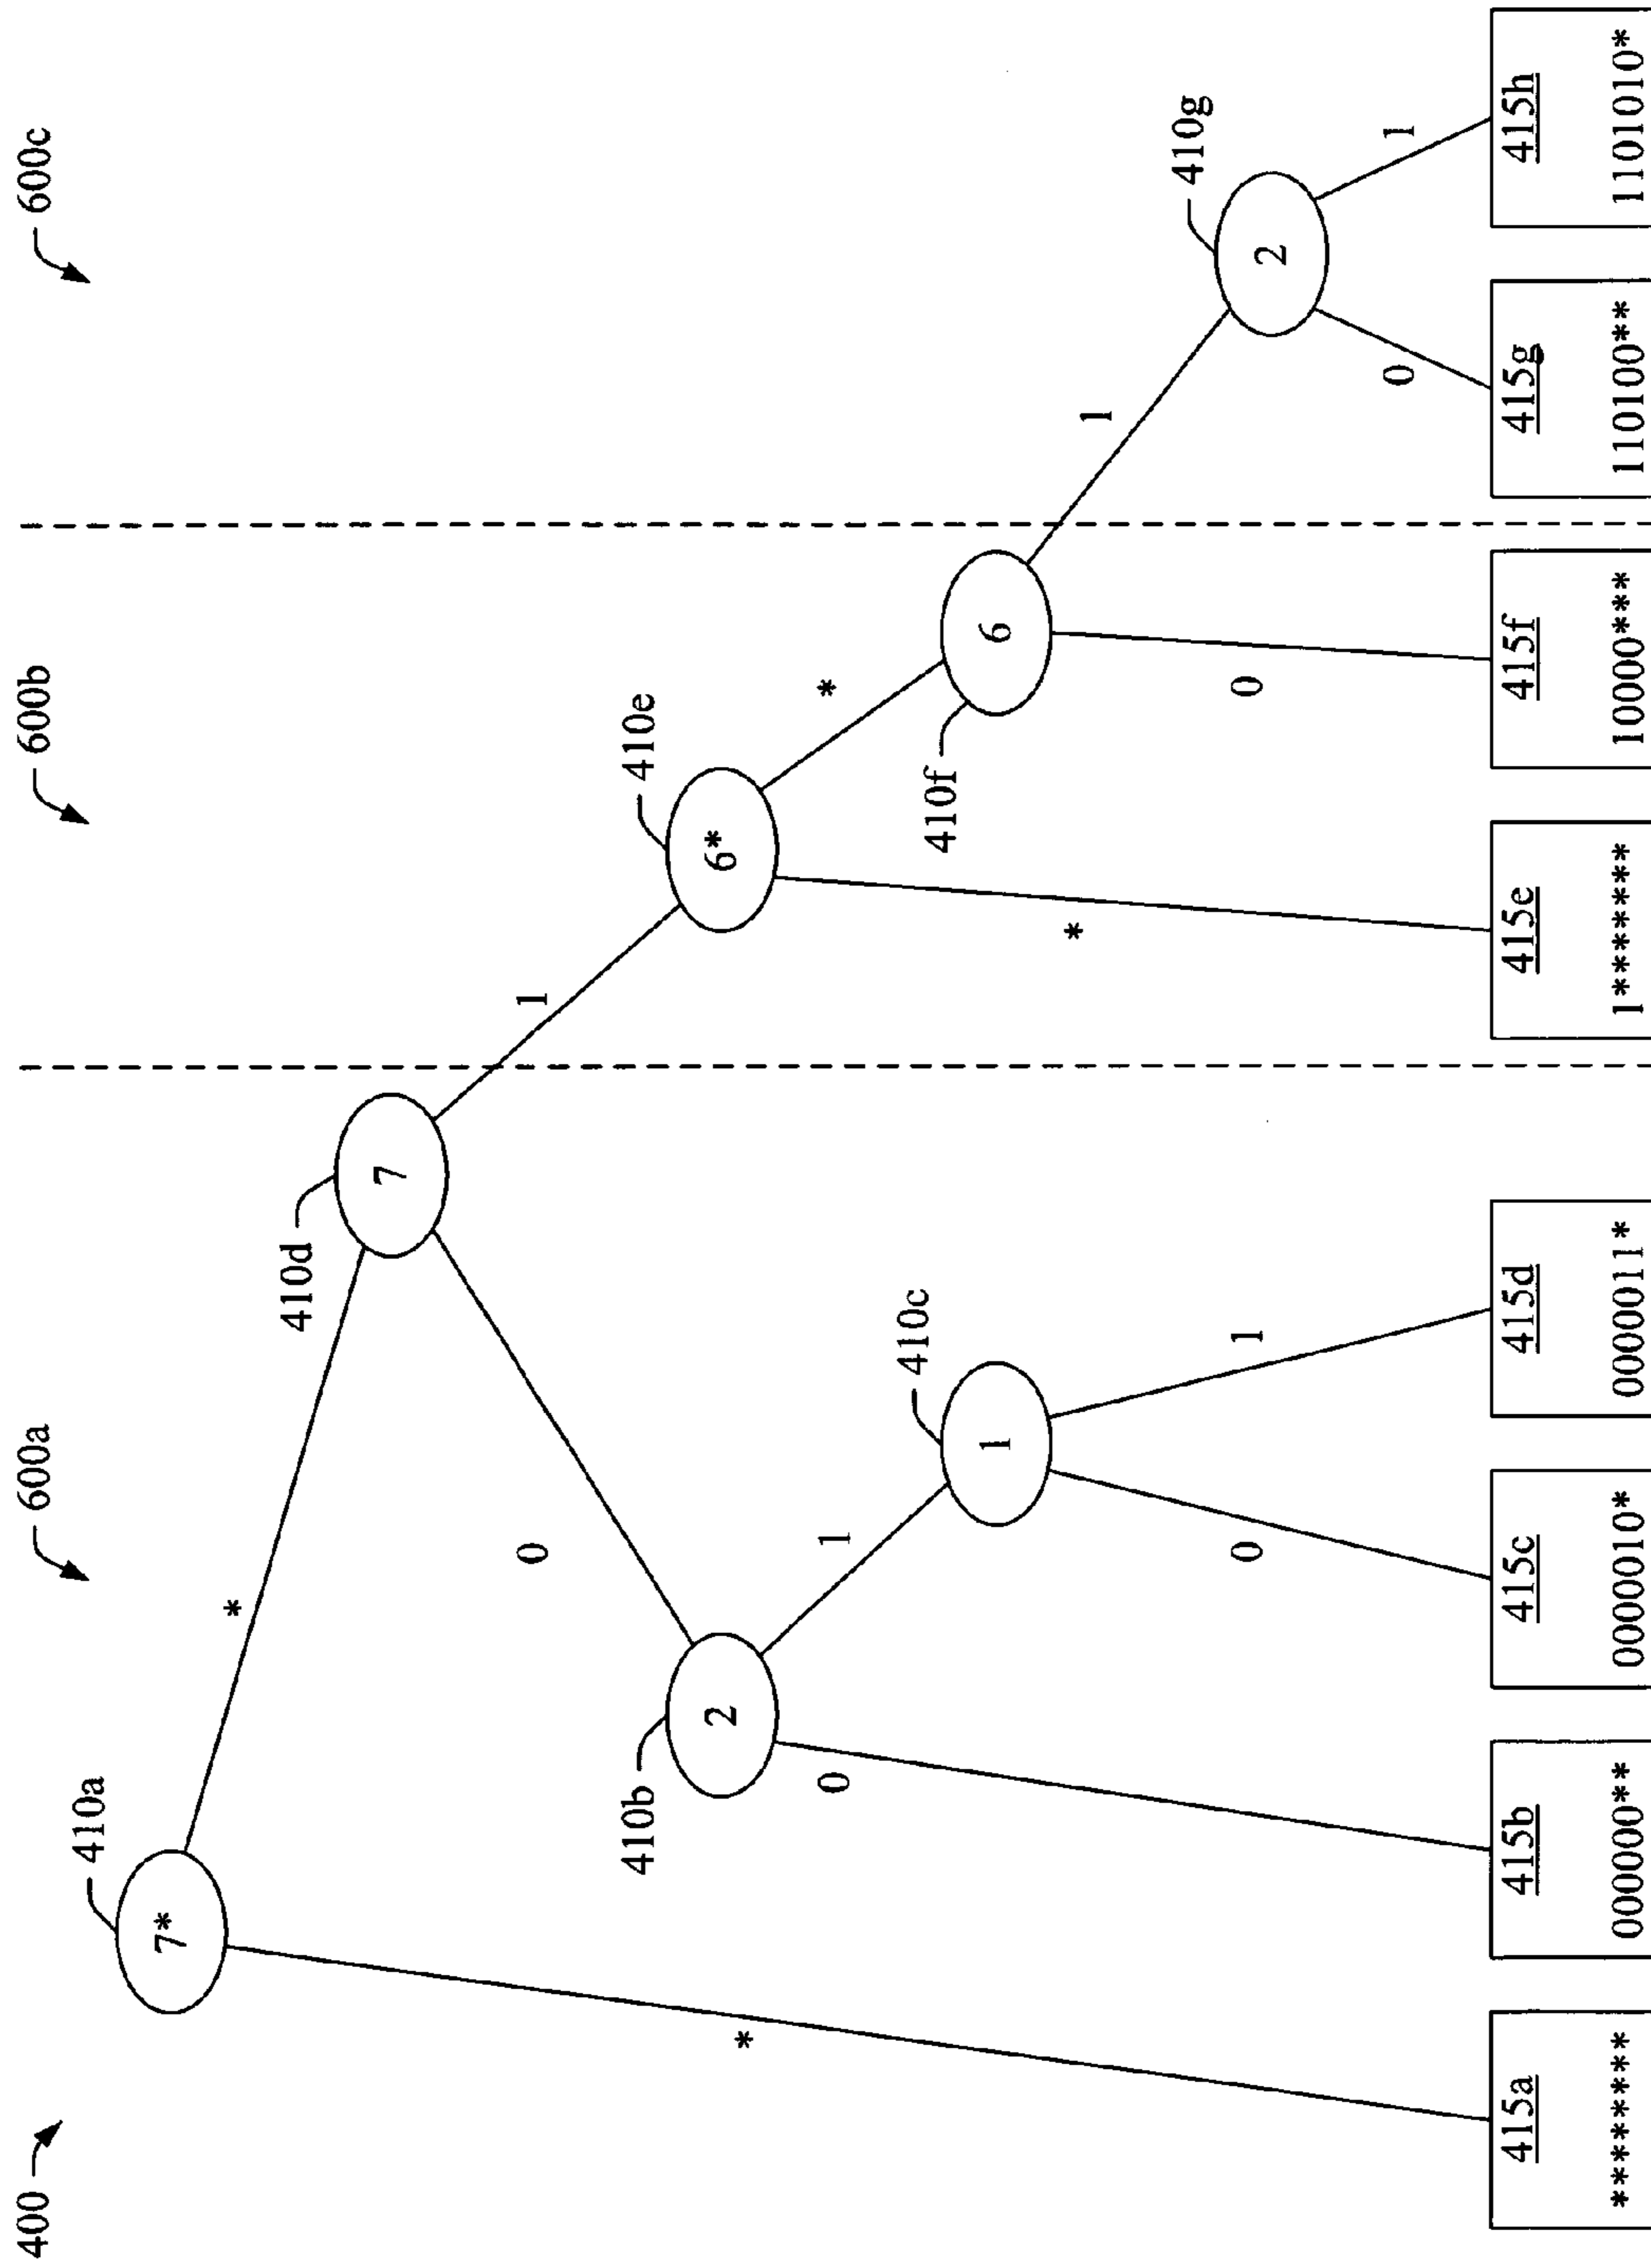 400
600a
600b
600c
410a
7*
*
410d
7
0
1
410b
410e
2
6*
*
0
1
*
410c
410f
1
6
*
1
410g
0
1
0
2
0
1
415a
415b
415c
415d
415e
415f
415g
415h
********
000000**
0000010*
0000011*
1*******
10000***
110100**
1101010*